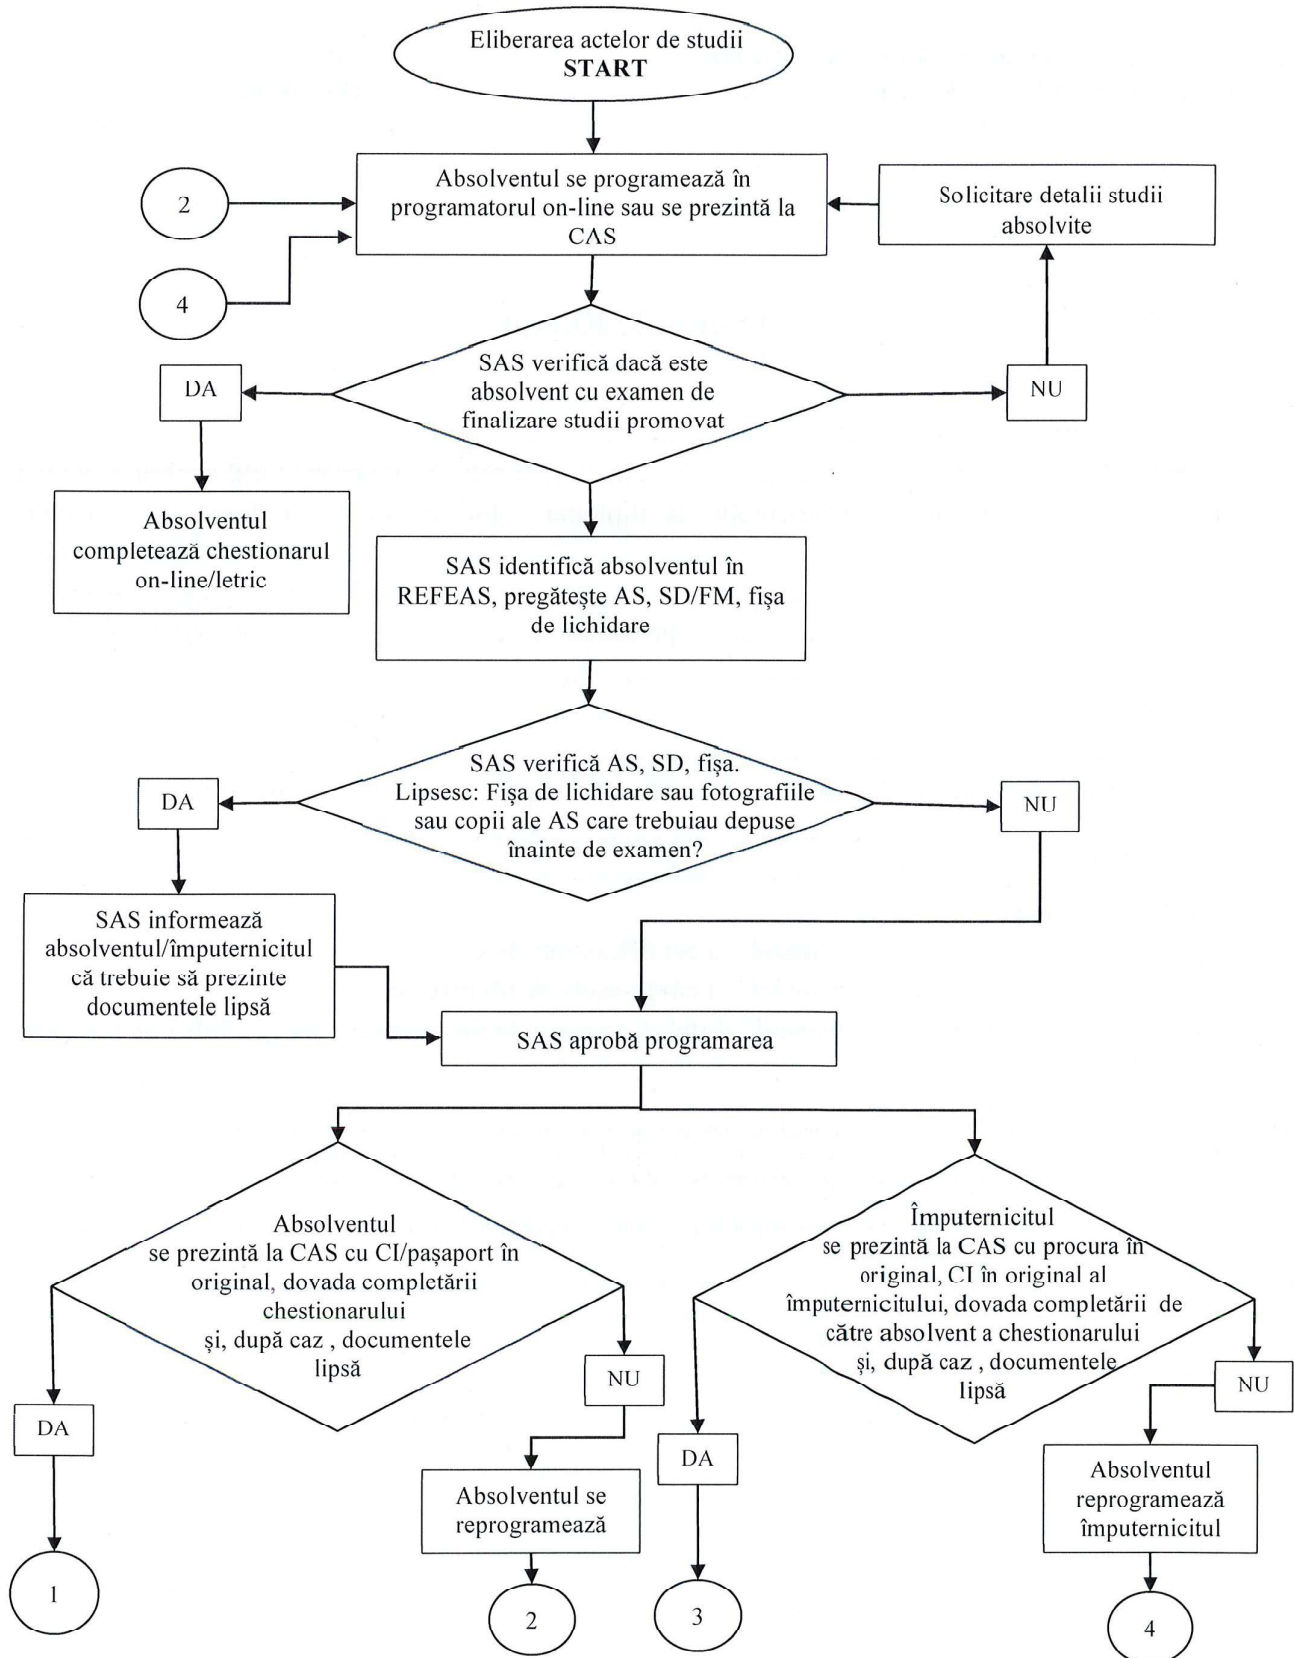 Eliberarea actelor de studii
START
Absolventul se programează în
programatorul on-line sau se prezintă la
CAS
2
4
Solicitare detalii studii
absolvite
SAS verifică dacă este
absolvent cu examen de
finalizare studii promovat
DA
NU
Absolventul
completează chestionarul
on-line/letric
SAS identifică absolventul în
REFEAS, pregătește AS, SD/FM, fișa
de lichidare
SAS verifică AS, SD, fișa.
Lipsesc: Fișa de lichidare sau fotografiile
sau copii ale AS care trebuiau depuse
înainte de examen?
DA
NU
SAS informează
absolventul/împuternicitul
că trebuie să prezinte
documentele lipsă
SAS aprobă programarea
Absolventul
se prezintă la CAS cu CI/pașaport în
original, dovada completării
chestionarului
și, după caz , documentele
lipsă
Împuternicitul
se prezintă la CAS cu procura în
original, CI în original al
împuternicitului, dovada completării de
către absolvent a chestionarului
și, după caz , documentele
lipsă
DA
NU
DA
NU
Absolventul se
reprogramează
Absolventul
reprogramează
împuternicitul
1
2
3
4